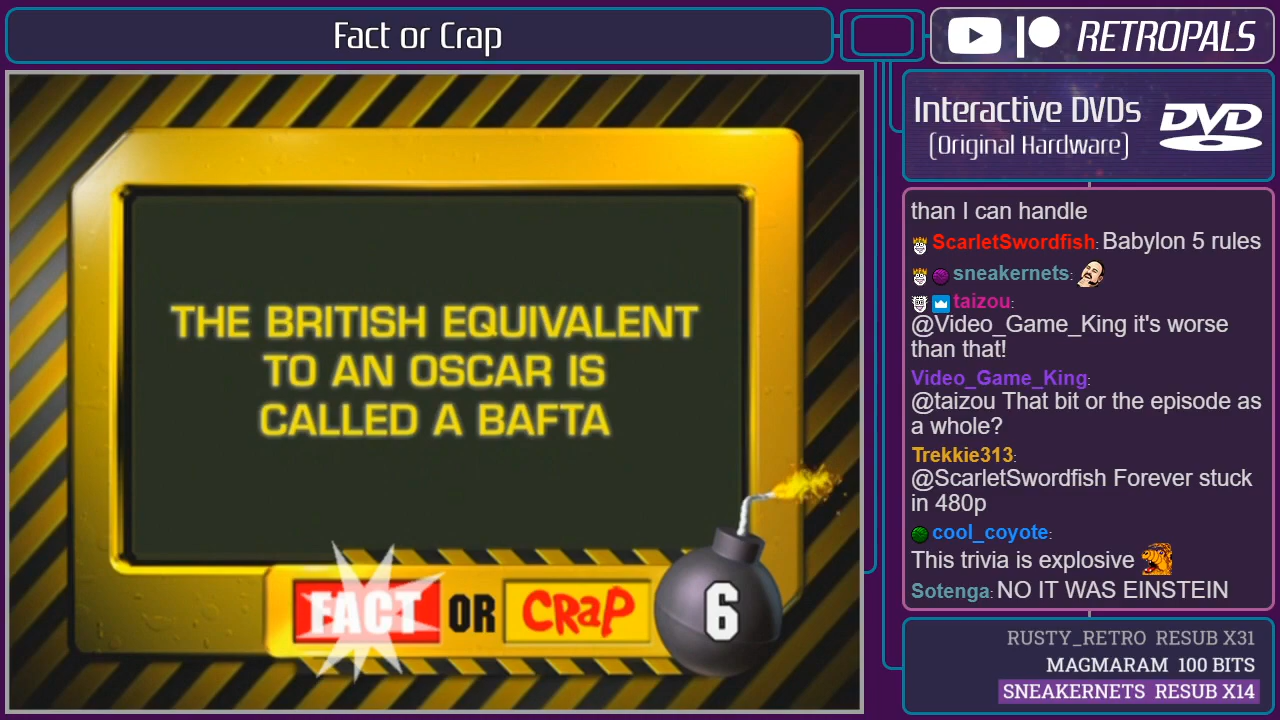 Fact or Crap
RETROPALS
Interactive DVDs
(Original Hardware)
DVD
THE BRITISH EQUIVALENT
TO AN OSCAR IS
CALLED A BAFTA
FACT OR CRAP
6
than I can handle
ScarletSwordfish: Babylon 5 rules
sneakernets:
taizou:
@Video_Game_King it's worse
than that!
Video_Game_King:
@taizou That bit or the episode as
a whole?
Trekkie313:
@ScarletSwordfish Forever stuck
in 480p
cool_coyote:
This trivia is explosive
Sotenga: NO IT WAS EINSTEIN
RUSTY_RETRO RESUB X31
MAGMARAM 100 BITS
SNEAKERNETS RESUB X14